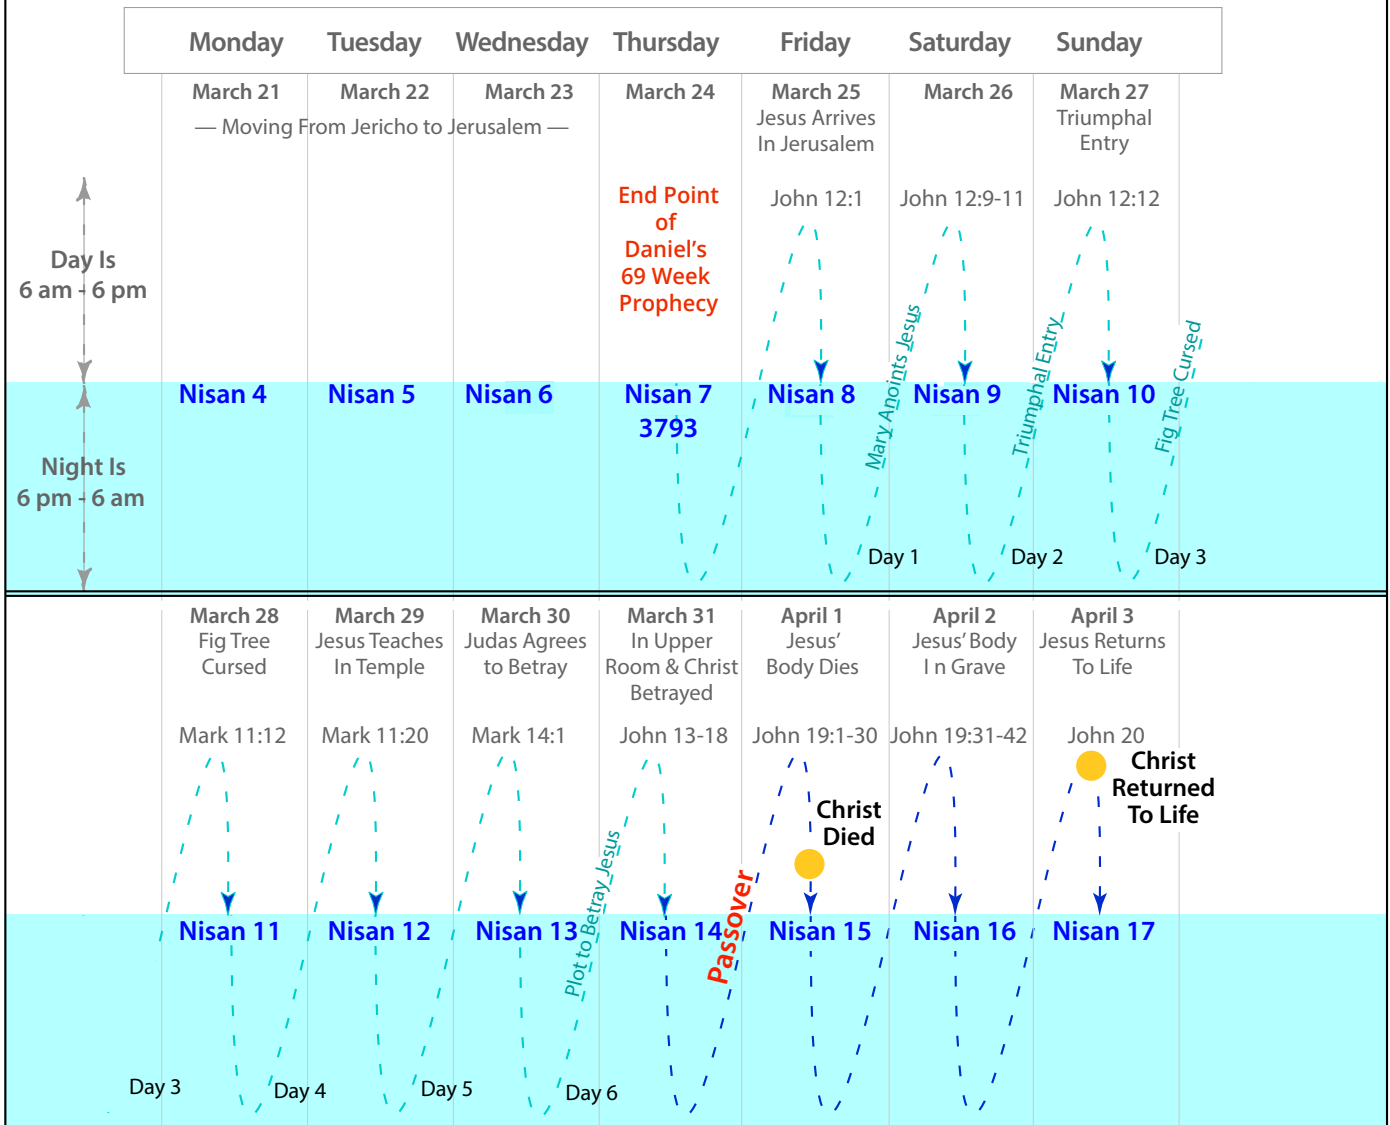 Monday Tuesday Wednesday Thursday Friday Saturday Sunday
March 21 March 22 March 23 March 24 March 25 March 26 March 27
— Moving From Jericho to Jerusalem —
Jesus Arrives
In Jerusalem
Triumphal
Entry
End Point
of
Daniel’s
69 Week
Prophecy
John 12:1 John 12:9-11 John 12:12
Day Is
6 am - 6 pm
Mary Anoints Jesus
Triumphal Entry
Fig Tree Cursed
Nisan 4 Nisan 5 Nisan 6 Nisan 7 Nisan 8 Nisan 9 Nisan 10
3793
Night Is
6 pm - 6 am
Day 1 Day 2 Day 3
March 28
Fig Tree
Cursed
March 29
Jesus Teaches
In Temple
March 30
Judas Agrees
to Betray
March 31
In Upper
Room & Christ
Betrayed
April 1
Jesus’
Body Dies
April 2
Jesus’ Body
I n Grave
April 3
Jesus Returns
To Life
Mark 11:12 Mark 11:20 Mark 14:1 John 13-18 John 19:1-30 John 19:31-42 John 20
Christ
Returned
To Life
Christ
Died
Plot to Betray Jesus
Passover
Nisan 11 Nisan 12 Nisan 13 Nisan 14 Nisan 15 Nisan 16 Nisan 17
Day 3 Day 4 Day 5 Day 6